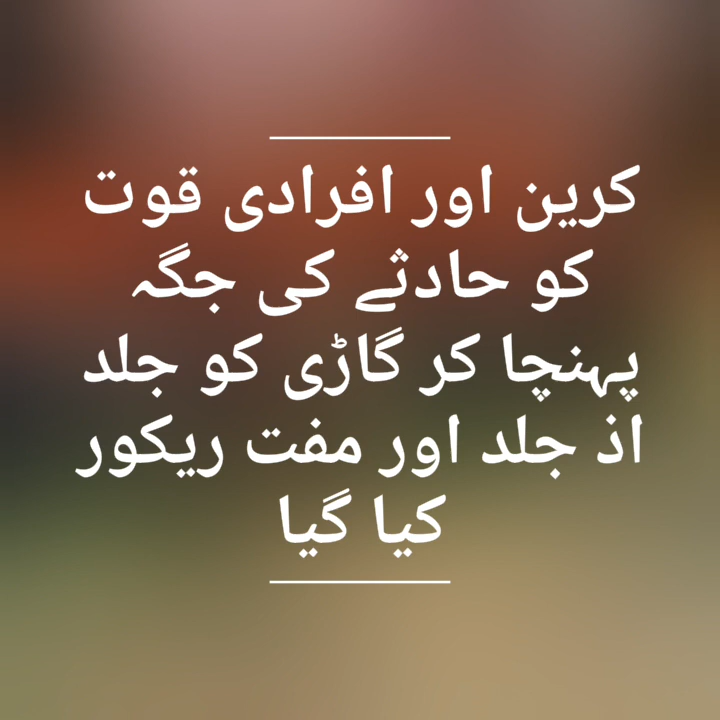 کرین اور افرادی قوت
کو حادثے کی جگہ
پہنچا کر گاڑی کو جلد
اذ جلد اور مفت ریکور
کیا گیا